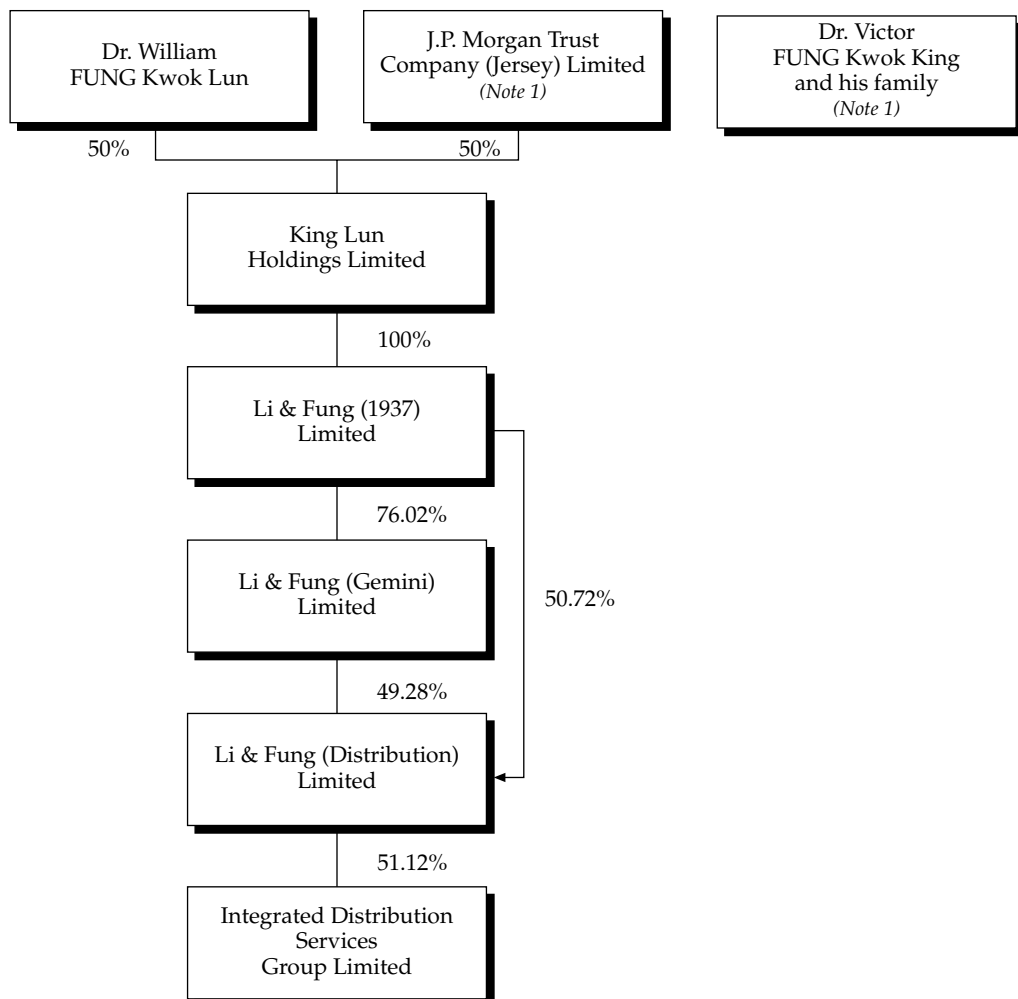 Dr. William
FUNG Kwok Lun
J.P. Morgan Trust
Company (Jersey) Limited
(Note 1)
Dr. Victor
FUNG Kwok King
and his family
(Note 1)
50%
50%
King Lun
Holdings Limited
100%
Li & Fung (1937)
Limited
76.02%
Li & Fung (Gemini)
Limited
50.72%
49.28%
Li & Fung (Distribution)
Limited
51.12%
Integrated Distribution
Services
Group Limited